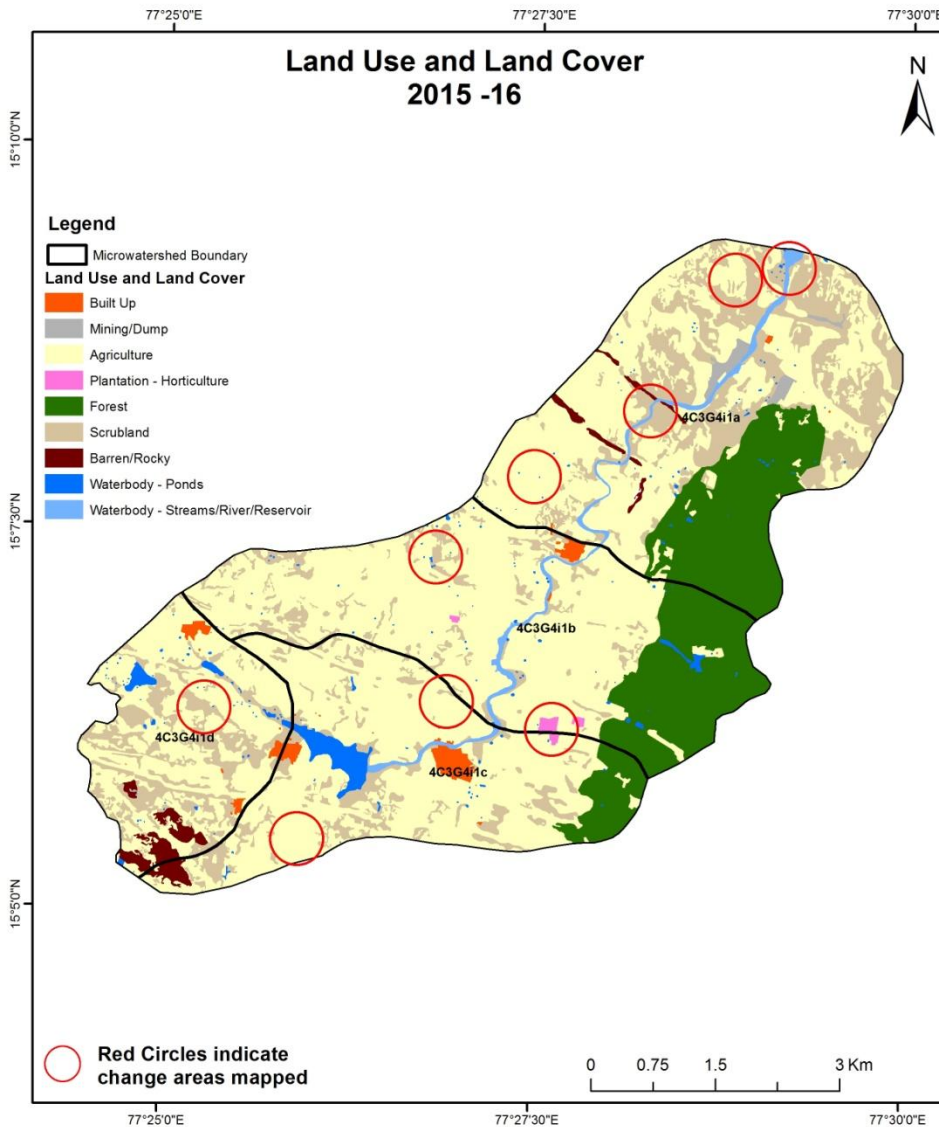 77°25'0"E
77°27'30"E
77°30'0"E
Land Use and Land Cover
2015 -16
N
15°10'0"N
Legend
Microwatershed Boundary
Land Use and Land Cover
Built Up
Mining/Dump
Agriculture
Plantation - Horticulture
Forest
Scrubland
Barren/Rocky
Waterbody - Ponds
Waterbody - Streams/River/Reservoir
4C3G4i1a
15°7'30"N
4C3G4i1b
4C3G4i1d
4C3G4i1c
15°5'0"N
Red Circles indicate
change areas mapped
0 0.75 1.5 3 Km
77°25'0"E
77°27'30"E
77°30'0"E